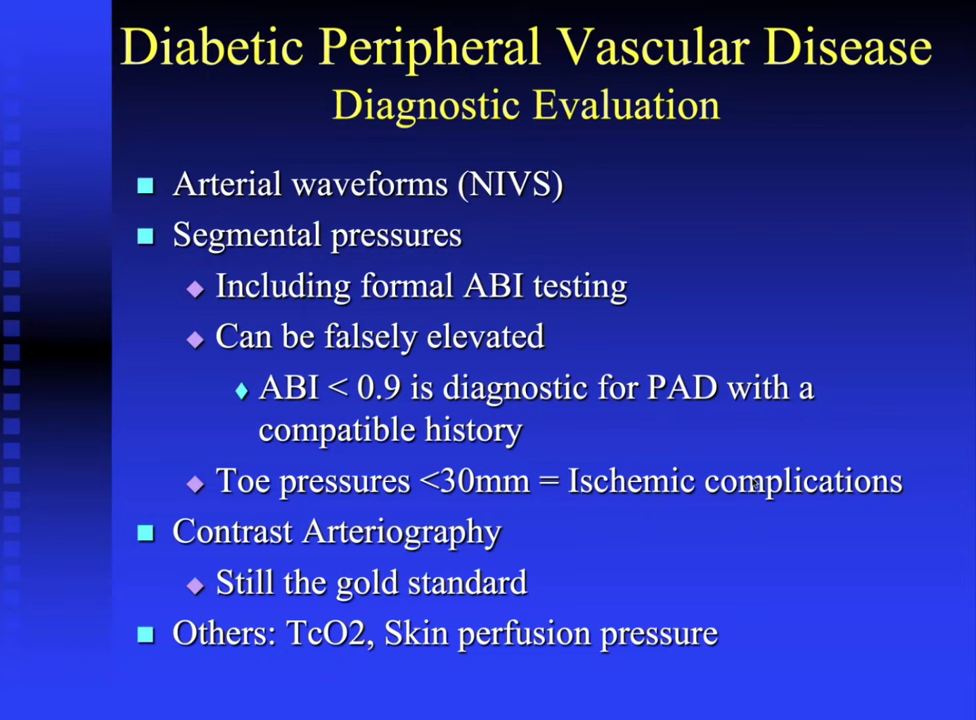 Diabetic Peripheral Vascular Disease
Diagnostic Evaluation
Arterial waveforms (NIVS)
Segmental pressures
Including formal ABI testing
Can be falsely elevated
ABI < 0.9 is diagnostic for PAD with a
compatible history
Toe pressures <30mm = Ischemic complications
Contrast Arteriography
Still the gold standard
Others: TcO2, Skin perfusion pressure